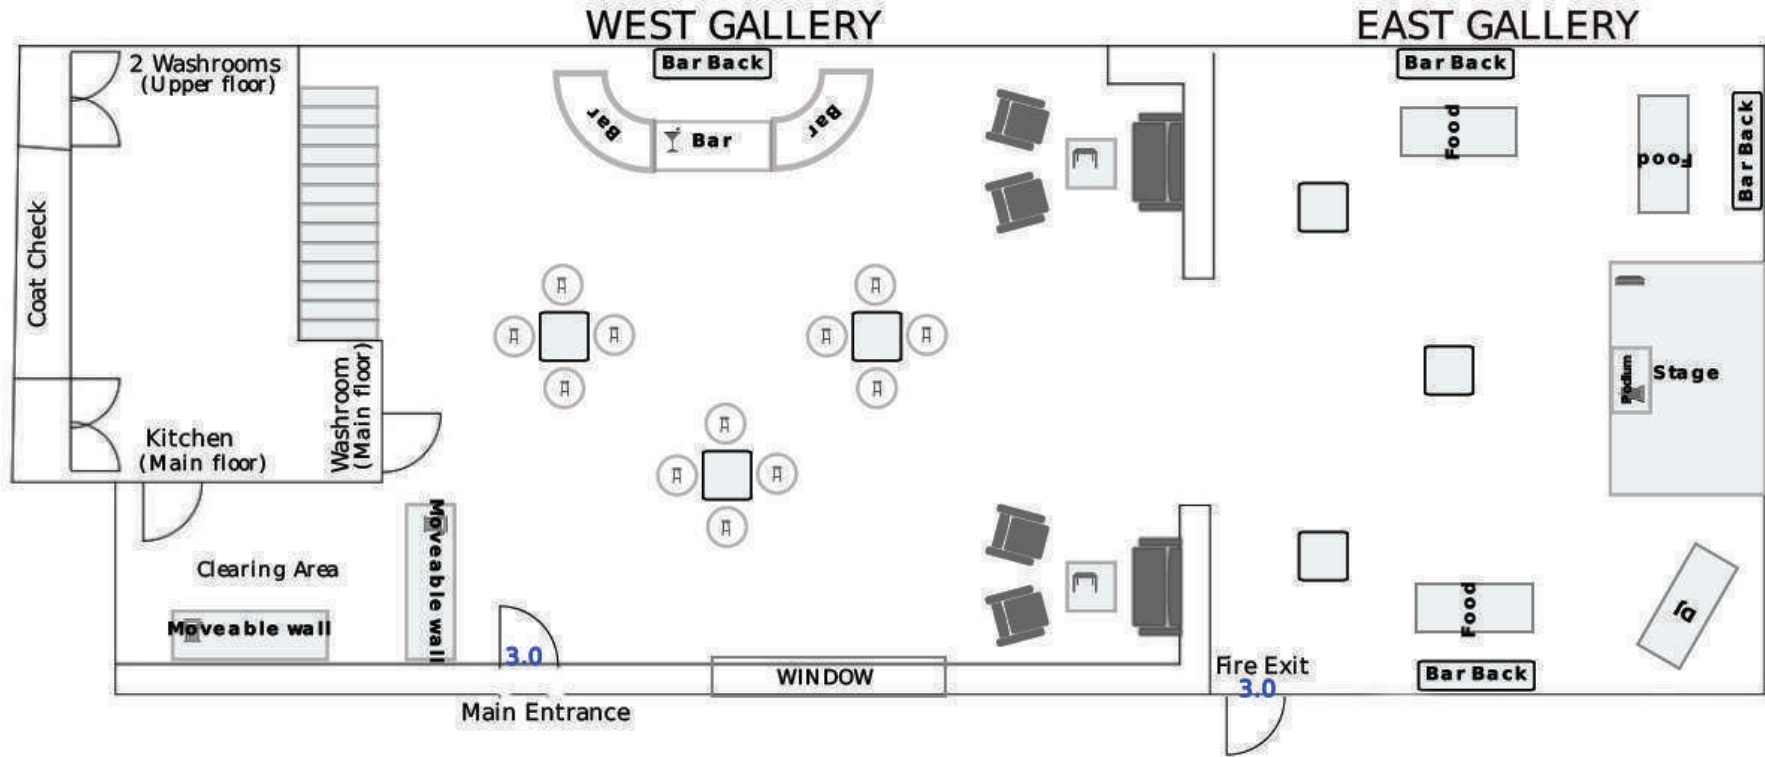 WEST GALLERY
EAST GALLERY
2 Washrooms
(Upper floor)
Bar Back
Bar Back
Bar
Bar
Bar
Food
Food
Bar Back
Coat Check
Washroom
(Main floor)
Podium
Stage
Kitchen
(Main floor)
Moveable wall
Clearing Area
Moveable wall
Food
DJ
3.0
WINDOW
Fire Exit
3.0
Bar Back
Main Entrance